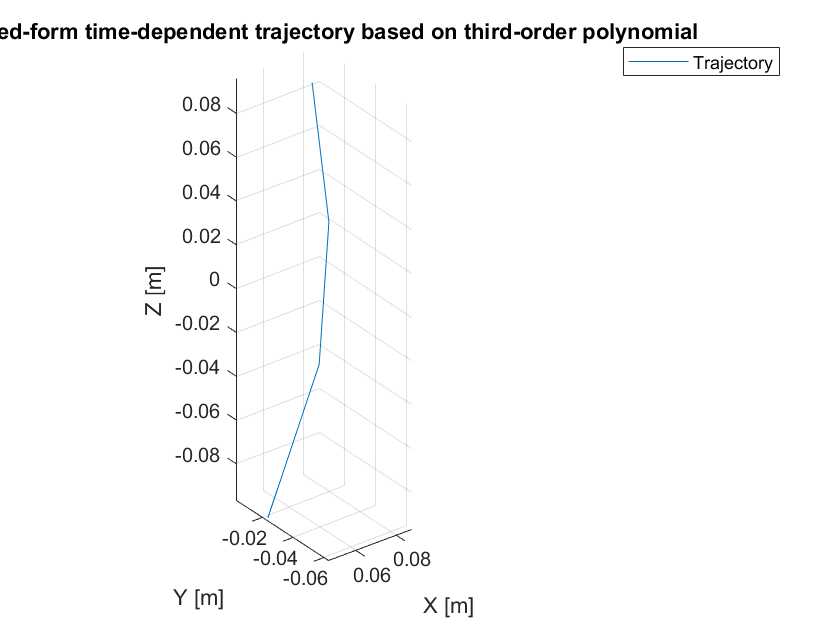 ed-form time-dependent trajectory based on third-order polynomial
Trajectory
0.08
0.06
0.04
0.02
0
-0.02
-0.04
-0.06
-0.08
Z [m]
-0.02
-0.04
-0.06
0.08
0.06
Y [m]
X [m]